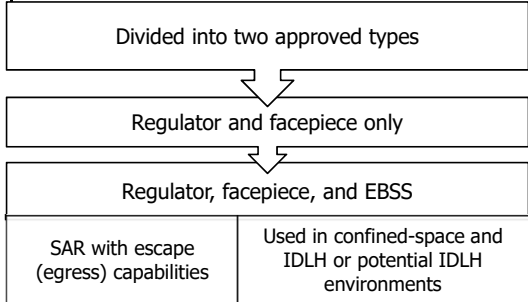 Divided into two approved types
Regulator and facepiece only
Regulator, facepiece, and EBSS
SAR with escape
(egress) capabilities
Used in confined-space and
IDLH or potential IDLH
environments